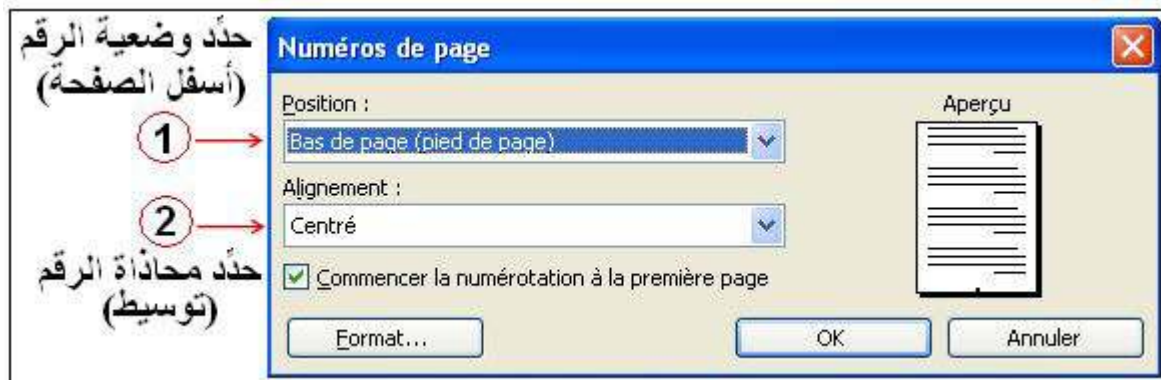 حدّد وضعية الرقم
(أسفل الصفحة)
1
2
حدّد محاذاة الرقم
(توسيط)
Numéros de page
Position :
Bas de page (pied de page)
Alignement :
Centré
Commencer la numérotation à la première page
Aperçu
Format...
OK
Annuler